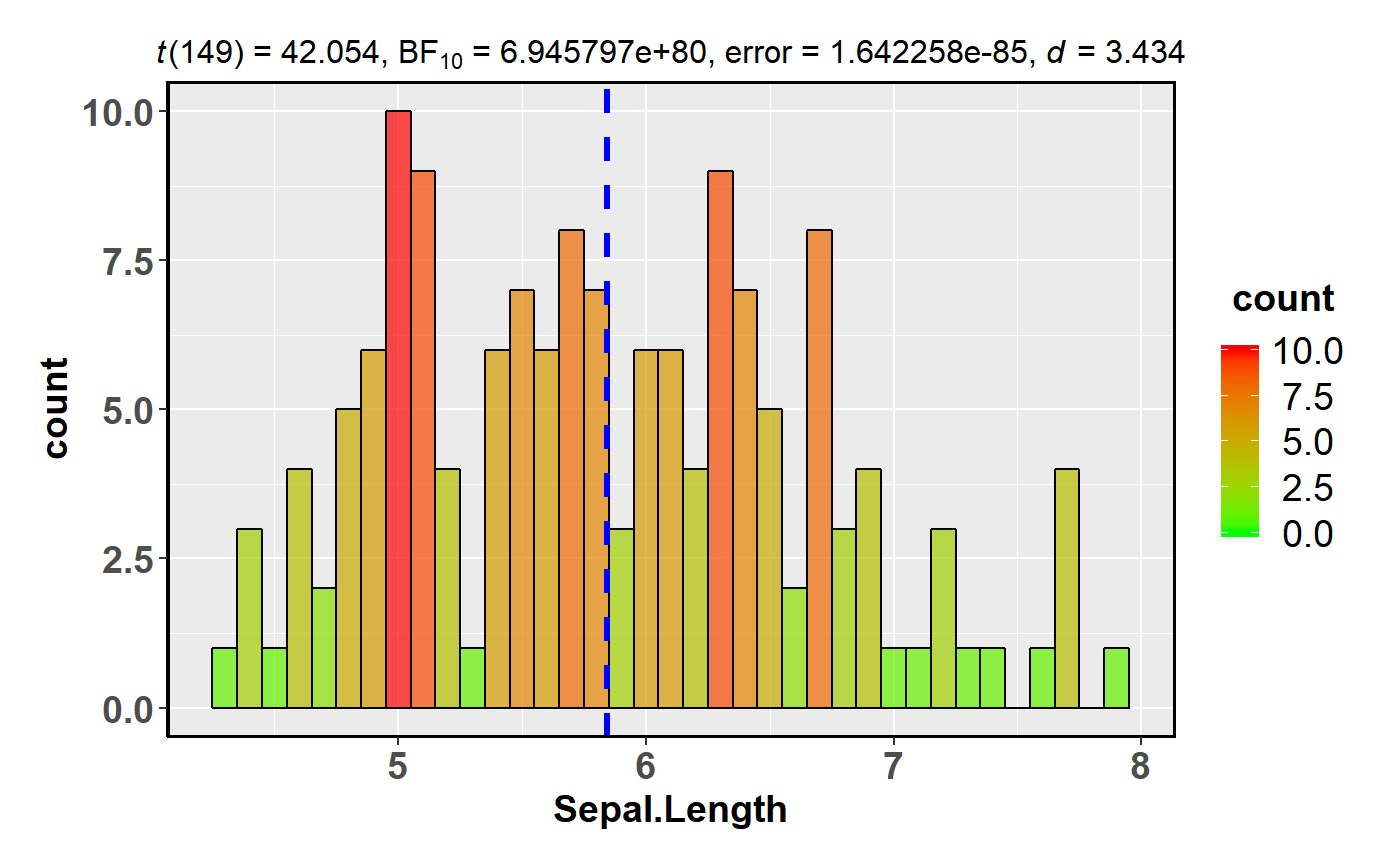 t(149) = 42.054, BF10 = 6.945797e+80, error = 1.642258e-85, d = 3.434
10.0
7.5
5.0
2.5
0.0
count
5 6 7 8
Sepal.Length
count
10.0
7.5
5.0
2.5
0.0